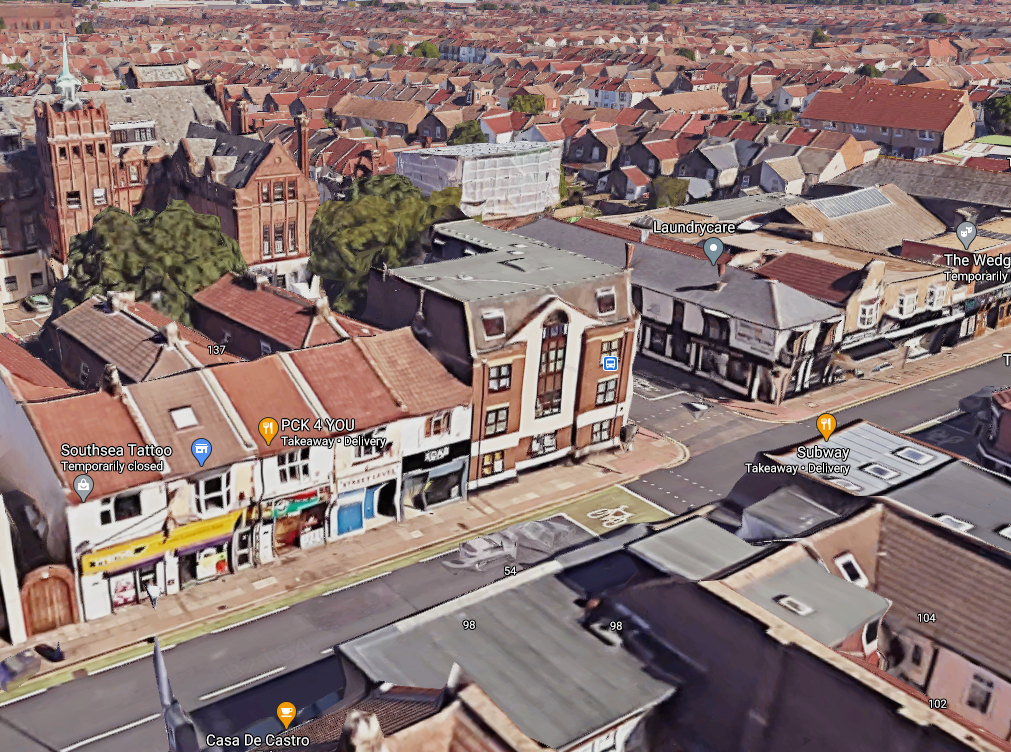 Laundrycare
The Wedg
Temporarily
137
PCK 4 YOU
Takeaway • Delivery
Southsea Tattoo
Temporarily closed
Subway
Takeaway • Delivery
54
98
98
104
102
Casa De Castro